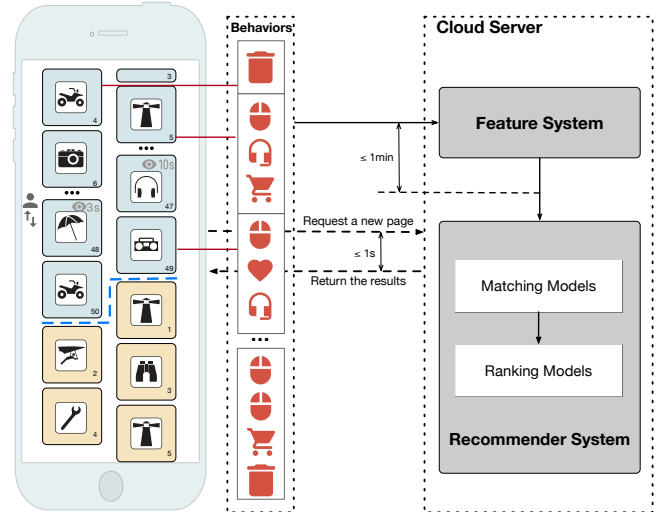 Behaviors
Cloud Server
3
4
5
•••
6
•••
10s
47
3s
48
49
50
1
2
3
4
5
•••
Feature System
≤ 1min
Request a new page
≤ 1s
Return the results
Matching Models
Ranking Models
Recommender System